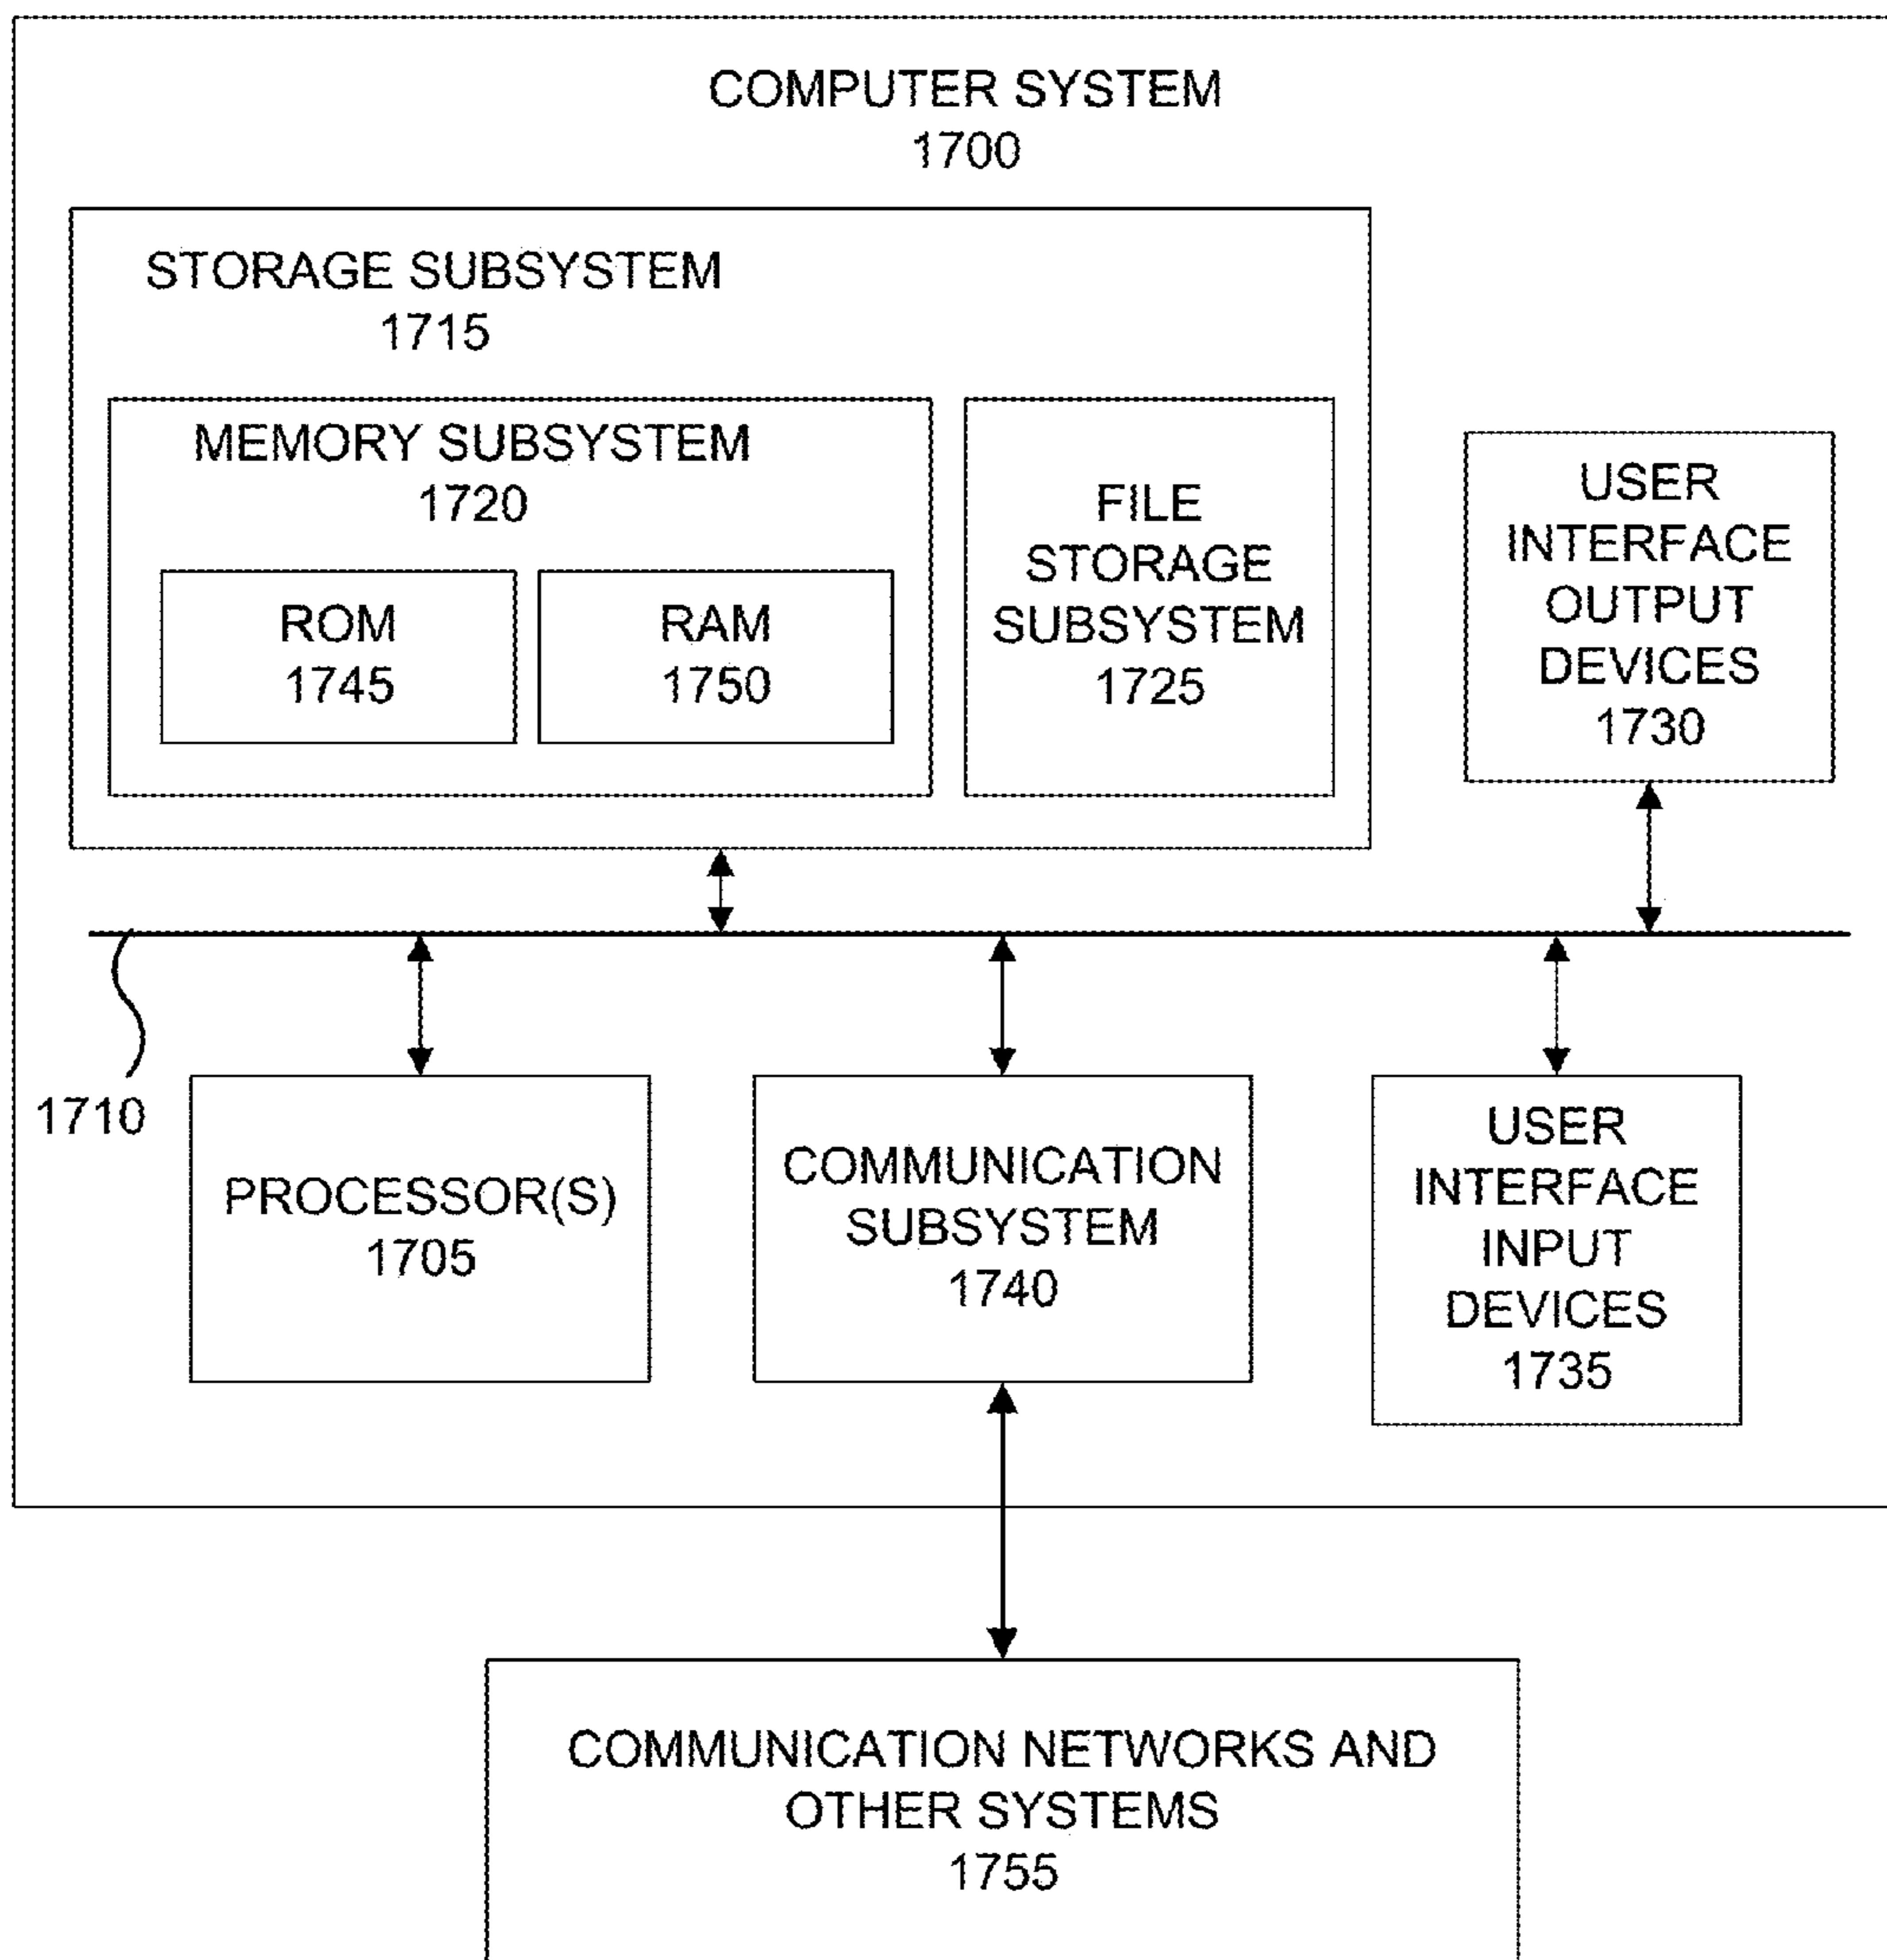 COMPUTER SYSTEM
1700
STORAGE SUBSYSTEM
1715
MEMORY SUBSYSTEM
1720
ROM
1745
RAM
1750
FILE
STORAGE
SUBSYSTEM
1725
USER
INTERFACE
OUTPUT
DEVICES
1730
1710
PROCESSOR(S)
1705
COMMUNICATION
SUBSYSTEM
1740
USER
INTERFACE
INPUT
DEVICES
1735
COMMUNICATION NETWORKS AND
OTHER SYSTEMS
1755